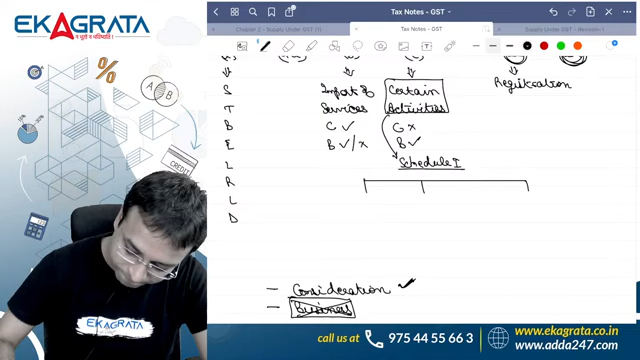 EKAGRATA
Tax Notes - GST
Chapter 2 - Supply Under GST (1)
Tax Notes - GST
Supply Under GST - Revision-1
S
T
B
E
L
R
L
D
Import of Services
C ✓
B ✓/x
Certain Activities
C x
B ✓
Schedule I
Registration
- Consideration ✓
- Business
%
A B
CREDIT
EKAGRATA
call us at 975 44 55 66 3
www.ekagrata.co.in
www.adda247.com